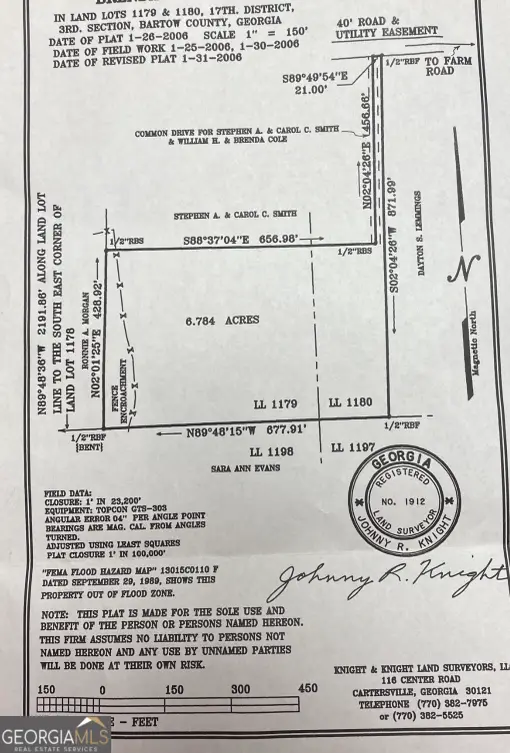 IN LAND LOTS 1179 & 1180, 17TH. DISTRICT,
3RD. SECTION, BARTOW COUNTY, GEORGIA
DATE OF PLAT 1-26-2006 SCALE 1" = 150'
DATE OF FIELD WORK 1-25-2006, 1-30-2006
DATE OF REVISED PLAT 1-31-2006
40' ROAD &
UTILITY EASEMENT
1/2"RBF TO FARM
ROAD
S89°49'54"E
21.00'
COMMON DRIVE FOR STEPHEN A. & CAROL C. SMITH
& WILLIAM H. & BRENDA COLE
N02°04'26"E 456.66'
S02°04'26"W 871.99'
DAYTON S. LEMMINGS
N
Magnetic North
STEPHEN A. & CAROL C. SMITH
1/2"RBS
S88°37'04"E 656.98'
1/2"RBS
N89°48'36"W 2191.86' ALONG LAND LOT
LINE TO THE SOUTH EAST CORNER OF
LAND LOT 1178
RONNIE A. MORGAN
N02°01'25"E 428.92'
FENCE
ENCROACHMENT
6.784 ACRES
LL 1179
LL 1180
1/2"RBF
[BENT]
N89°48'15"W 677.91'
1/2"RBF
LL 1198
LL 1197
SARA ANN EVANS
GEORGIA
REGISTERED
NO. 1912
LAND SURVEYOR
JOHNNY R. KNIGHT
FIELD DATA:
CLOSURE: 1' IN 23,200'
EQUIPMENT: TOPCON GTS-303
ANGULAR ERROR 04" PER ANGLE POINT
BEARINGS ARE MAG. CAL. FROM ANGLES
TURNED.
ADJUSTED USING LEAST SQUARES
PLAT CLOSURE 1' IN 100,000'
"FEMA FLOOD HAZARD MAP" 13015C0110 F
DATED SEPTEMBER 29, 1989, SHOWS THIS
PROPERTY OUT OF FLOOD ZONE.
Johnny R. Knight
NOTE: THIS PLAT IS MADE FOR THE SOLE USE AND
BENEFIT OF THE PERSON OR PERSONS NAMED HEREON.
THIS FIRM ASSUMES NO LIABILITY TO PERSONS NOT
NAMED HEREON AND ANY USE BY UNNAMED PARTIES
WILL BE DONE AT THEIR OWN RISK.
KNIGHT & KNIGHT LAND SURVEYORS, LL
116 CENTER ROAD
CARTERSVILLE, GEORGIA 30121
TELEPHONE (770) 382-7975
or (770) 382-5525
150 0 150 300 450
E - FEET
GEORGIA MLS
REAL ESTATE SERVICES